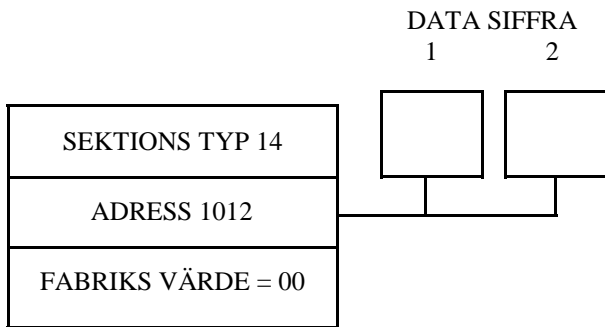 DATA SIFFRA
1 2
SEKTIONS TYP 14
ADRESS 1012
FABRIKS VÄRDE = 00